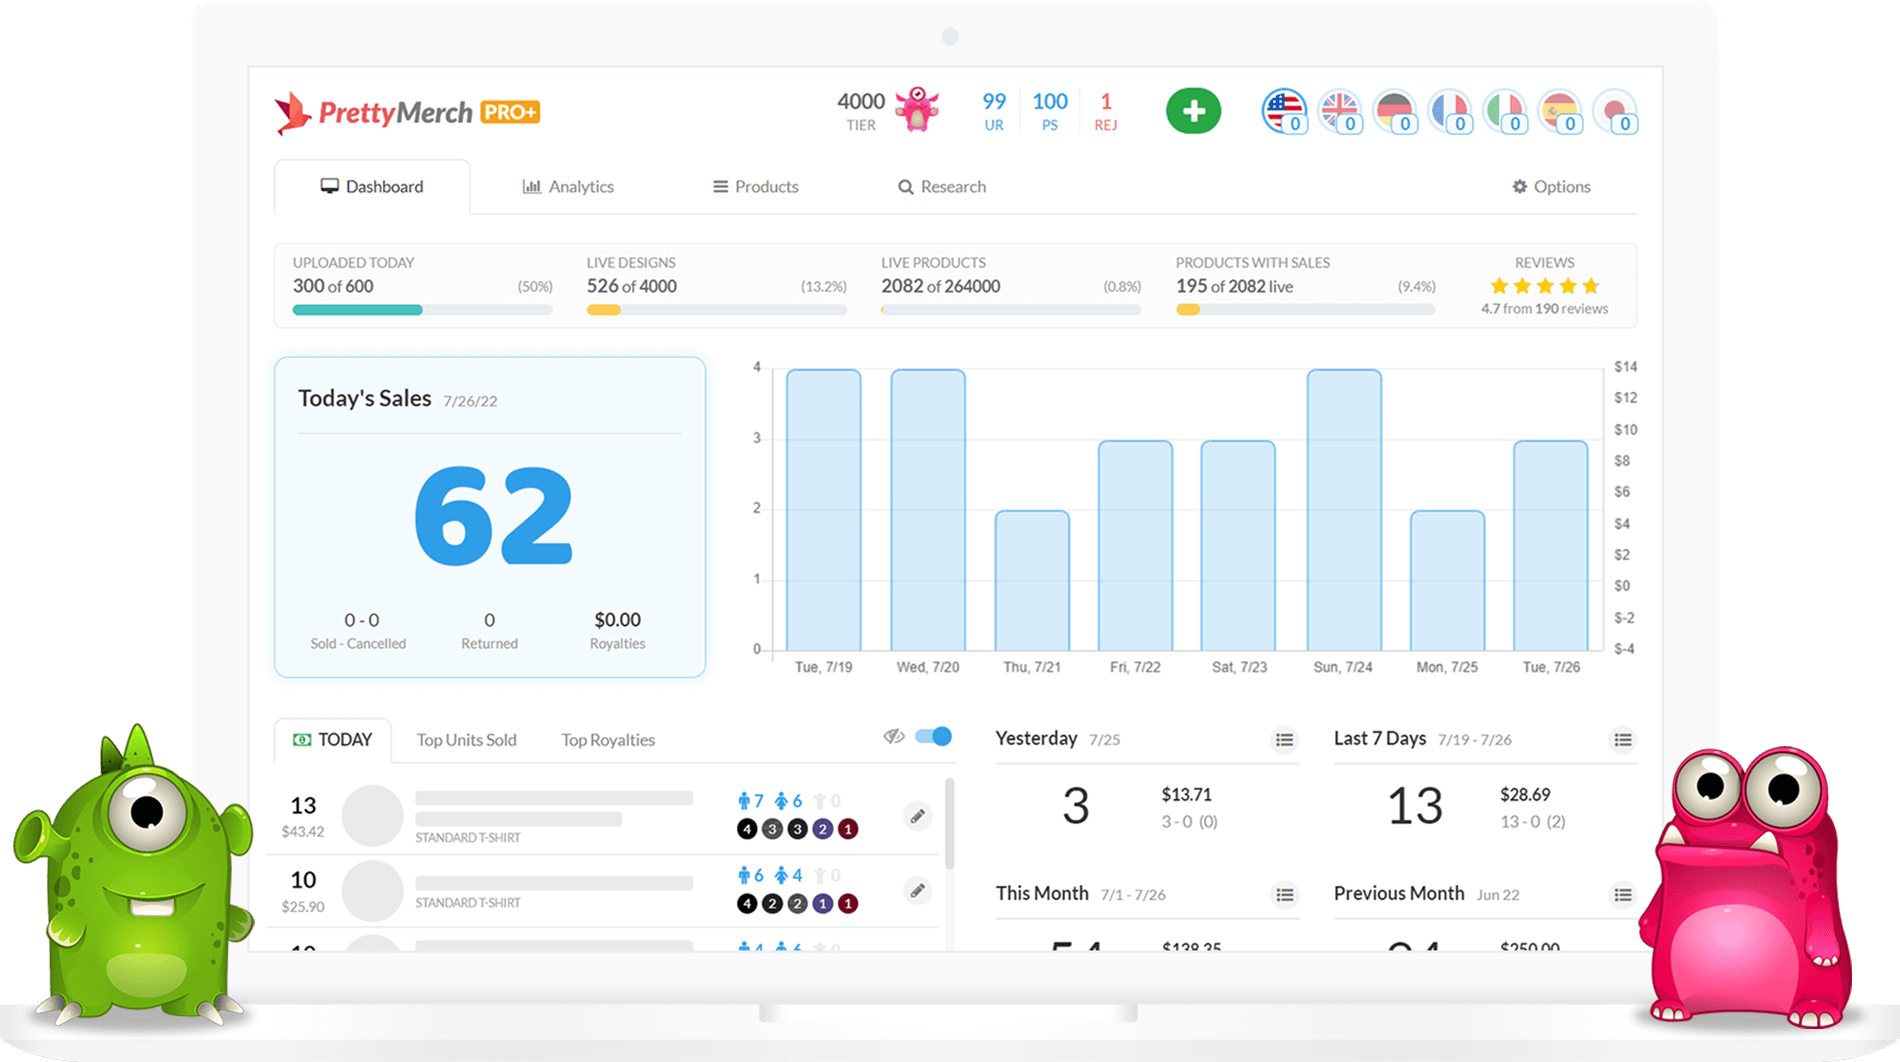 PrettyMerch PRO+
4000
TIER
99
UR
100
PS
1
REJ
0
0
0
0
0
0
0
Dashboard
Analytics
Products
Research
Options
UPLOADED TODAY
300 of 600 (50%)
LIVE DESIGNS
526 of 4000 (13.2%)
LIVE PRODUCTS
2082 of 264000 (0.8%)
PRODUCTS WITH SALES
195 of 2082 live (9.4%)
REVIEWS
4.7 from 190 reviews
Today's Sales 7/26/22
62
0 - 0
Sold - Cancelled
0
Returned
$0.00
Royalties
4
3
2
1
0
$14
$12
$10
$8
$6
$4
$2
$0
$-2
$-4
Tue, 7/19
Wed, 7/20
Thu, 7/21
Fri, 7/22
Sat, 7/23
Sun, 7/24
Mon, 7/25
Tue, 7/26
TODAY
Top Units Sold
Top Royalties
13
$43.42
STANDARD T-SHIRT
7 6 0
4 3 3 2 1
10
$25.90
STANDARD T-SHIRT
6 4 0
4 2 2 1 1
4 6 0
Yesterday 7/25
3
$13.71
3 - 0 (0)
Last 7 Days 7/19 - 7/26
13
$28.69
13 - 0 (2)
This Month 7/1 - 7/26
54
$138.35
Previous Month Jun 22
$250.00